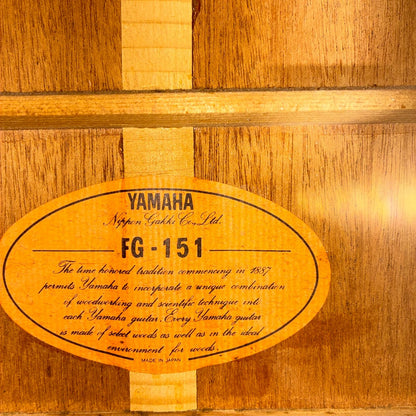 YAMAHA
Nippon Gakki Co., Ltd.
FG-151
The time honored tradition commencing in 1887
permits Yamaha to incorporate a unique combination
of woodworking and scientific technique into
each Yamaha guitar. Every Yamaha guitar
is made of select woods as well as in the ideal
environment for woods.
MADE IN JAPAN